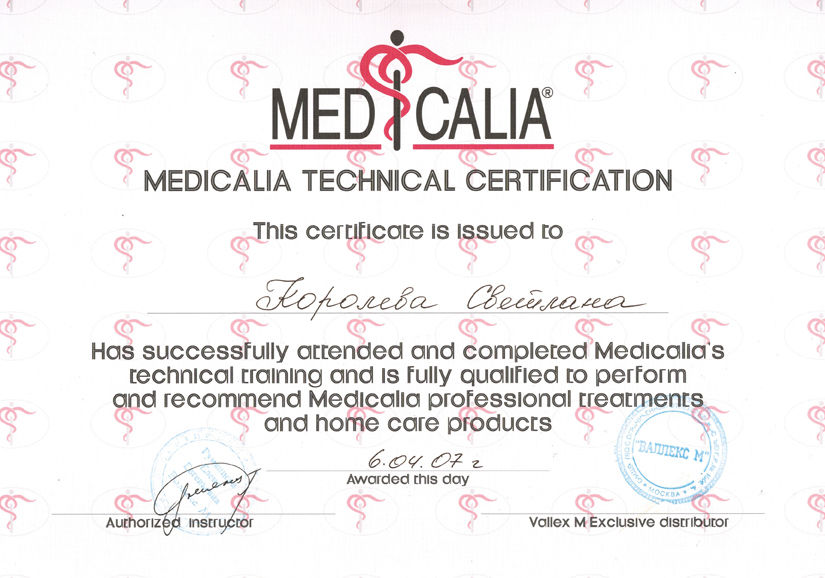 MEDICALIA®
MEDICALIA TECHNICAL CERTIFICATION
This certificate is issued to
Королева Светлана
Has successfully attended and completed Medicalia's
technical training and is fully qualified to perform
and recommend Medicalia professional treatments
and home care products
6.04.07 г
Awarded this day
"ВАЛЛЕКС М"
МОСКВА
Authorized instructor
Vallex M Exclusive distributor